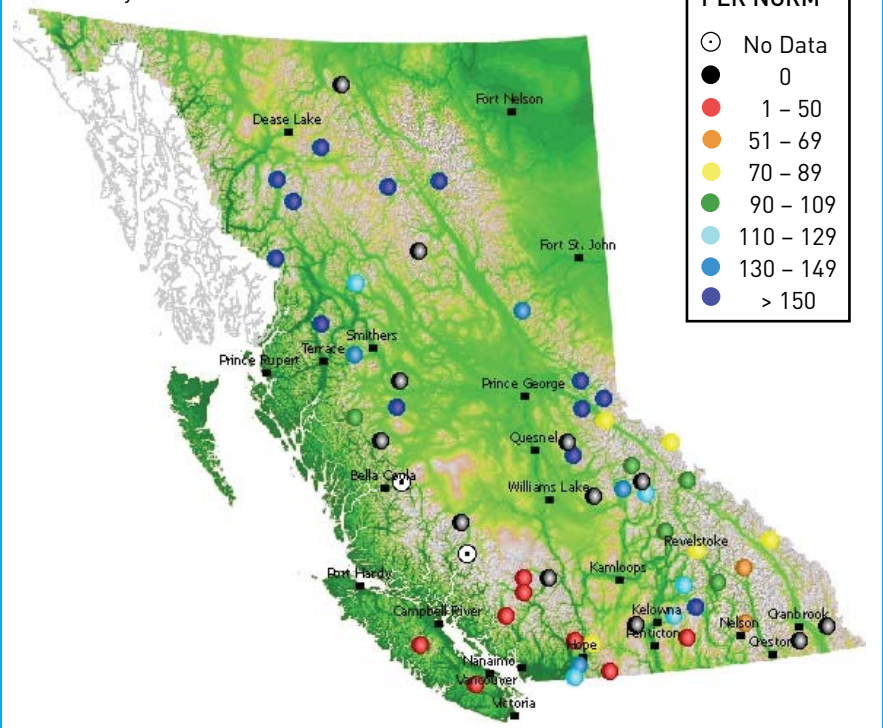 PER NORM
No Data
0
1 – 50
51 – 69
70 – 89
90 – 109
110 – 129
130 – 149
> 150
Fort Nelson
Dease Lake
Fort St. John
Smithers
Terrace
Prince Rupert
Prince George
Quesnel
Bella Coola
Williams Lake
Revelstoke
Kamloops
Port Hardy
Campbell River
Kelowna
Cranbrook
Nelson
Penticton
Creston
Hope
Nanaimo
Vancouver
Victoria